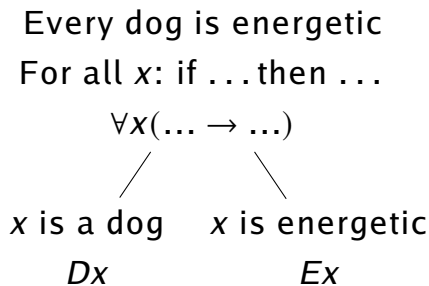 Every dog is energetic
For all x: if ... then ...
∀x(... → ...)
x is a dog x is energetic
Dx Ex